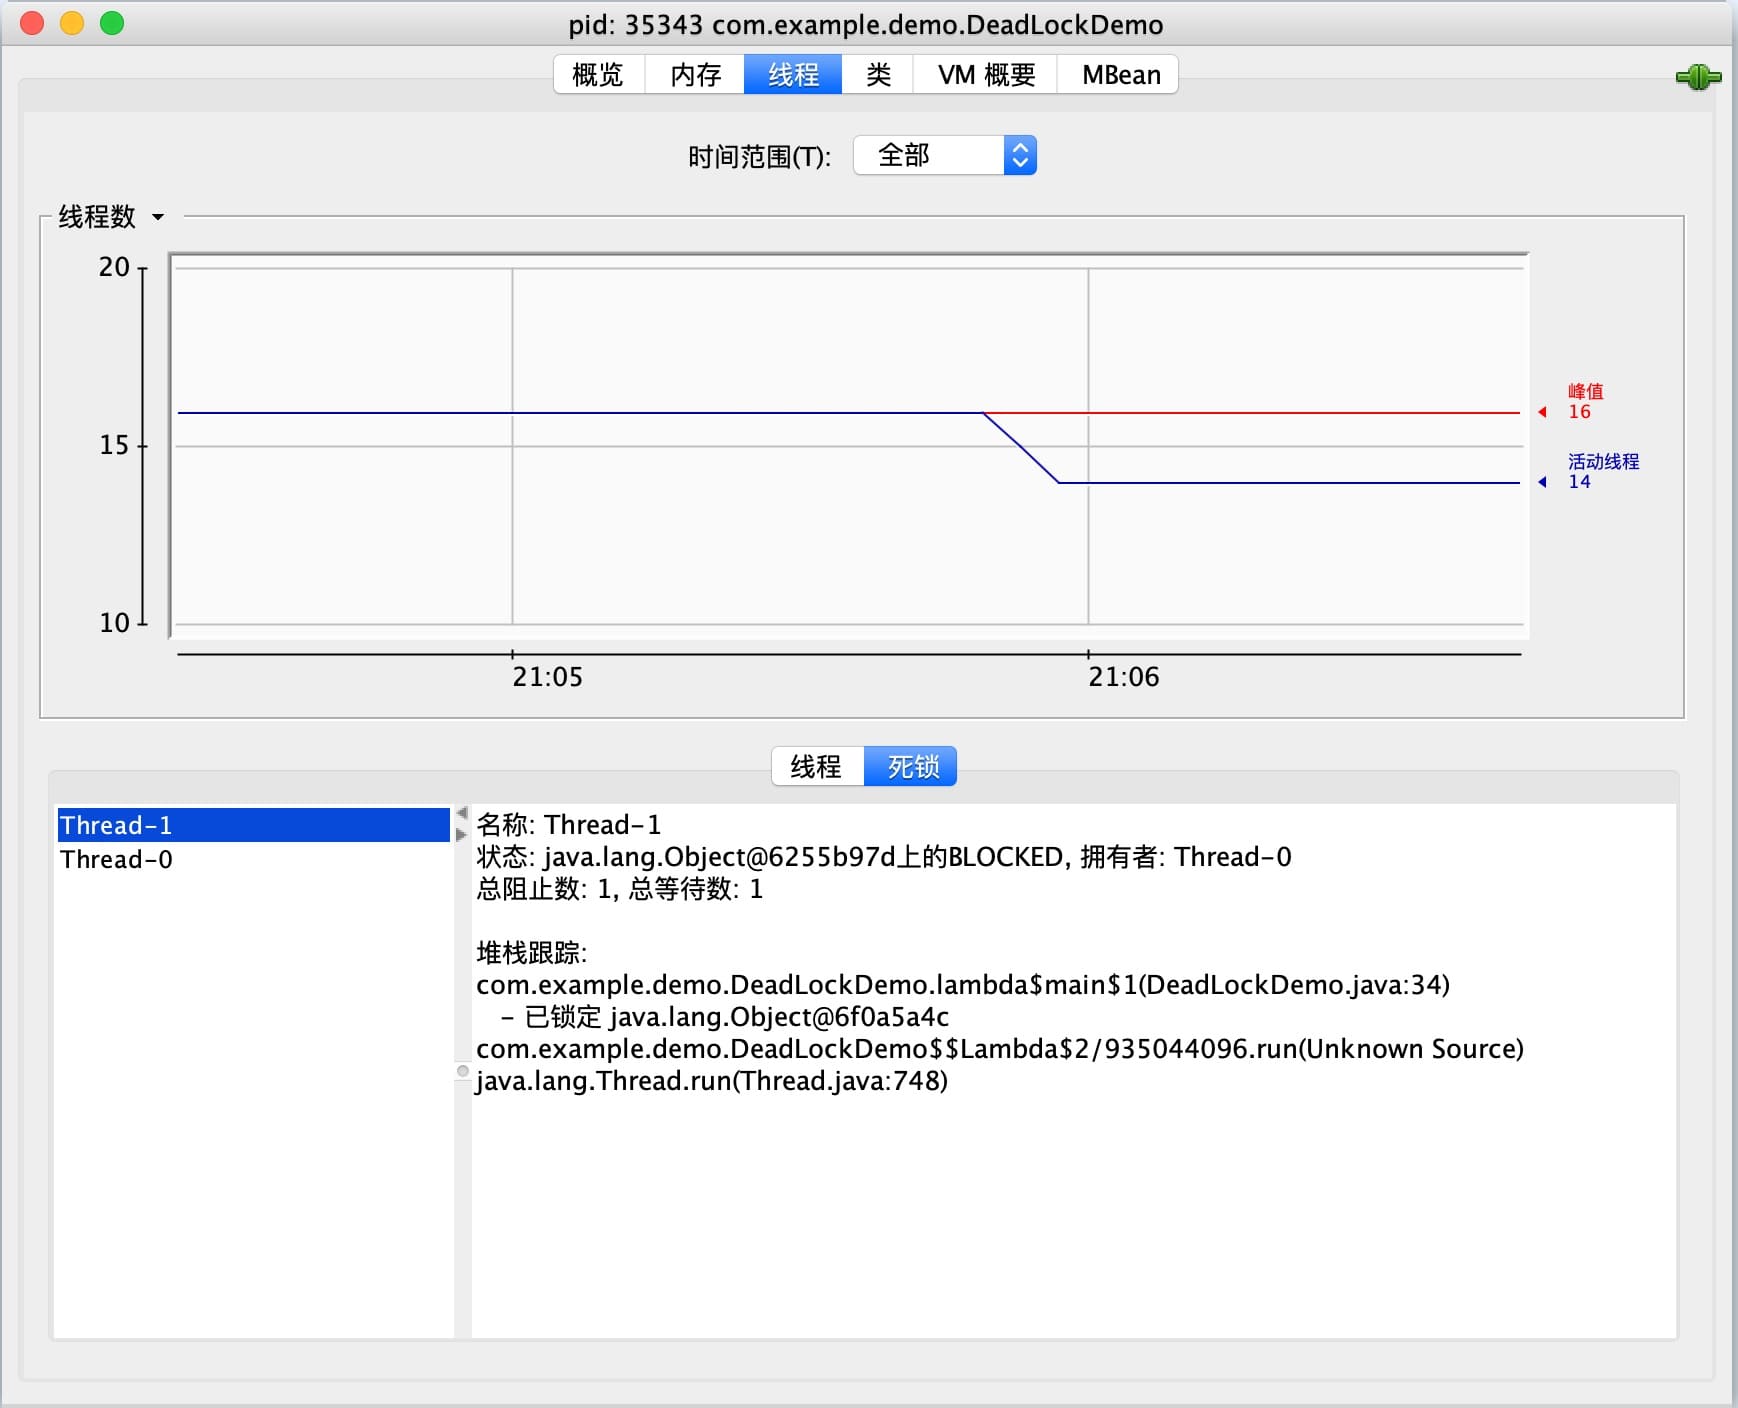 pid: 35343 com.example.demo.DeadLockDemo
概览 内存 线程 类 VM 概要 MBean
时间范围(T): 全部
线程数
20
15
10
峰值
16
活动线程
14
21:05 21:06
线程 死锁
Thread-1
Thread-0
名称: Thread-1
状态: java.lang.Object@6255b97d上的BLOCKED, 拥有者: Thread-0
总阻止数: 1, 总等待数: 1
堆栈跟踪:
com.example.demo.DeadLockDemo.lambda$main$1(DeadLockDemo.java:34)
- 已锁定 java.lang.Object@6f0a5a4c
com.example.demo.DeadLockDemo$$Lambda$2/935044096.run(Unknown Source)
java.lang.Thread.run(Thread.java:748)